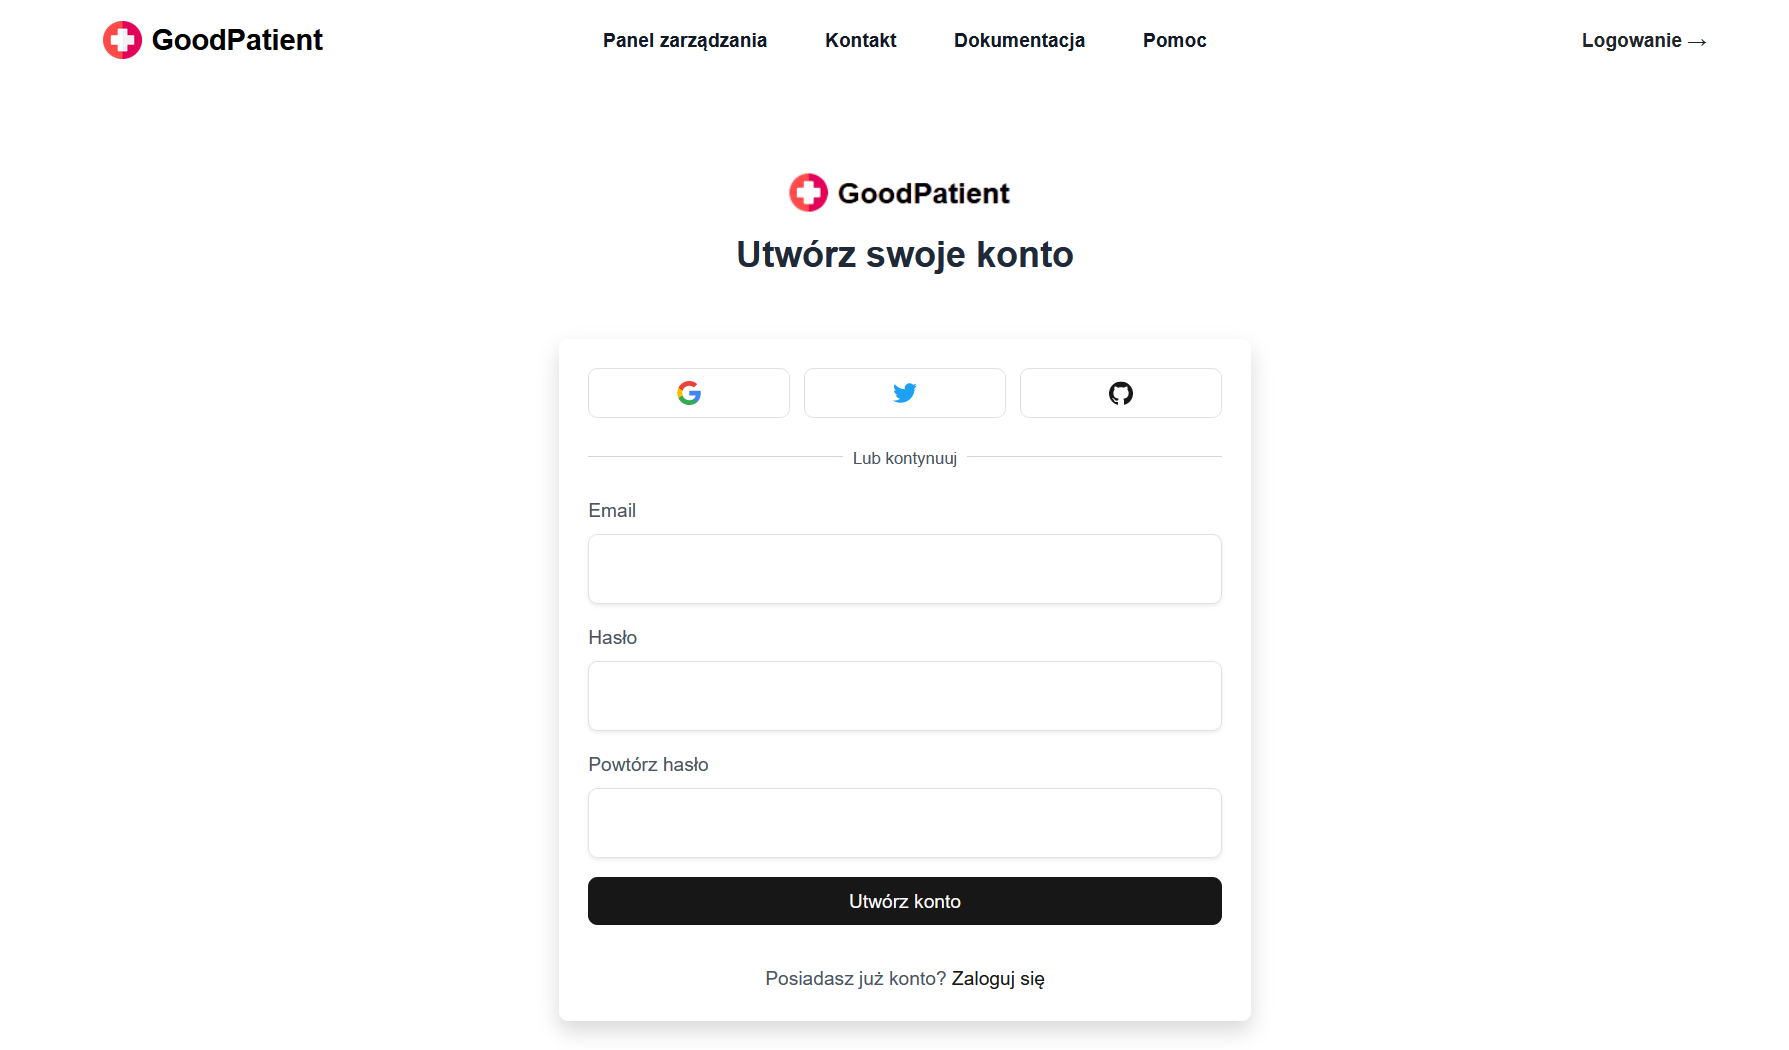 GoodPatient
Panel zarządzania
Kontakt
Dokumentacja
Pomoc
Logowanie →
GoodPatient
Utwórz swoje konto
Lub kontynuuj
Email
Hasło
Powtórz hasło
Utwórz konto
Posiadasz już konto? Zaloguj się